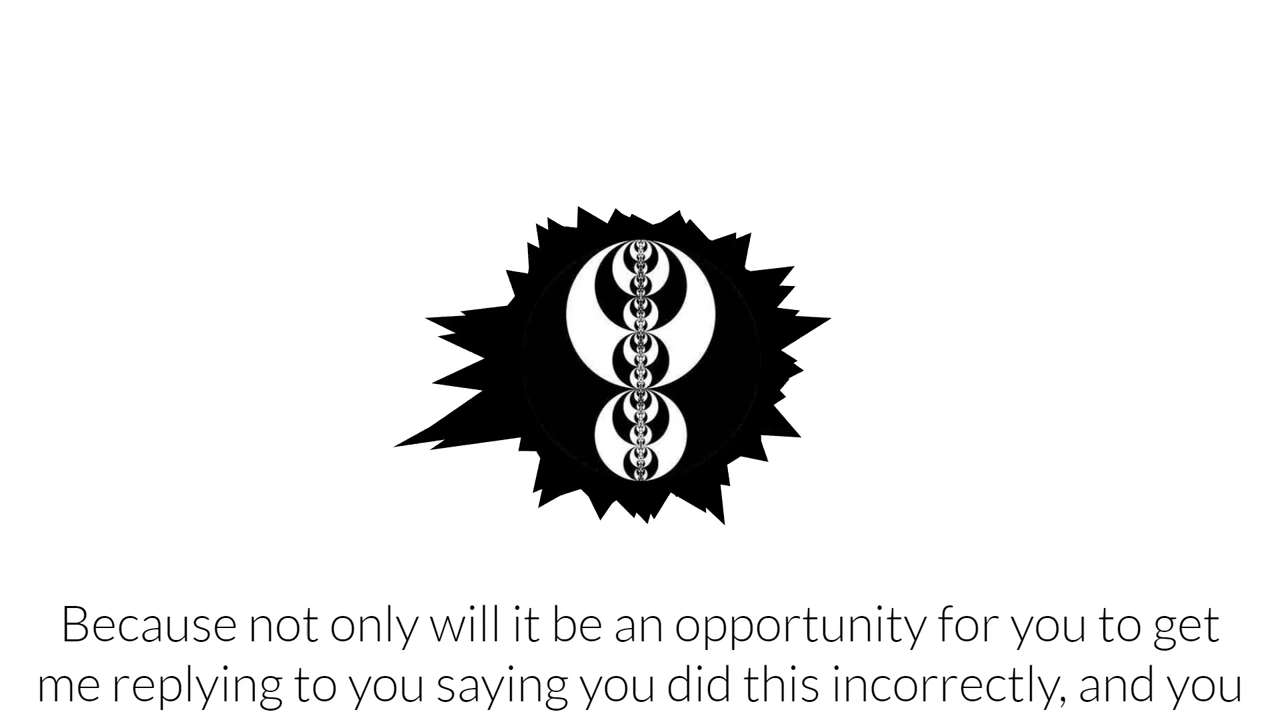 Because not only will it be an opportunity for you to get
me replying to you saying you did this incorrectly, and you